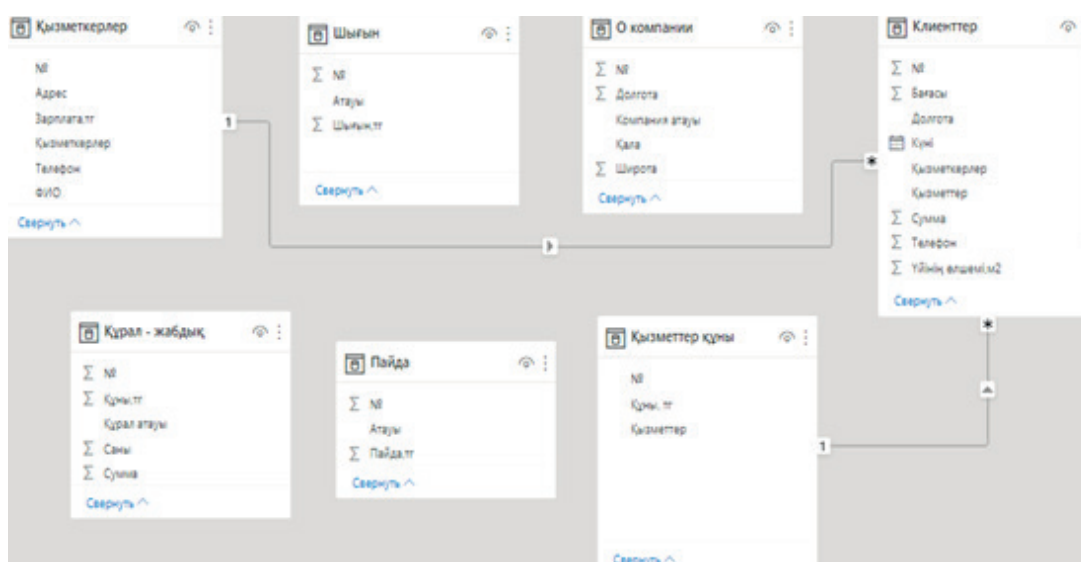 Қызметкерлер
№
Адрес
Зарплата.тг
Қызметкерлер
Телефон
ФИО
Свернуть
1
Шығын
№
Атауы
Шығын,тг
Свернуть
О компании
№
Долгота
Компания атауы
Қала
Широта
Свернуть
Клиенттер
№
Бағасы
Долгота
Күні
Қызметкерлер
Қызметтер
Сумма
Телефон
Үйінің өлшемі,м2
Свернуть
*
*
Құрал - жабдық
№
Құны,тг
Құрал атауы
Саны
Сумма
Свернуть
Пайда
№
Атауы
Пайда,тг
Свернуть
Қызметтер құны
№
Құны, тг
Қызметтер
Свернуть
1